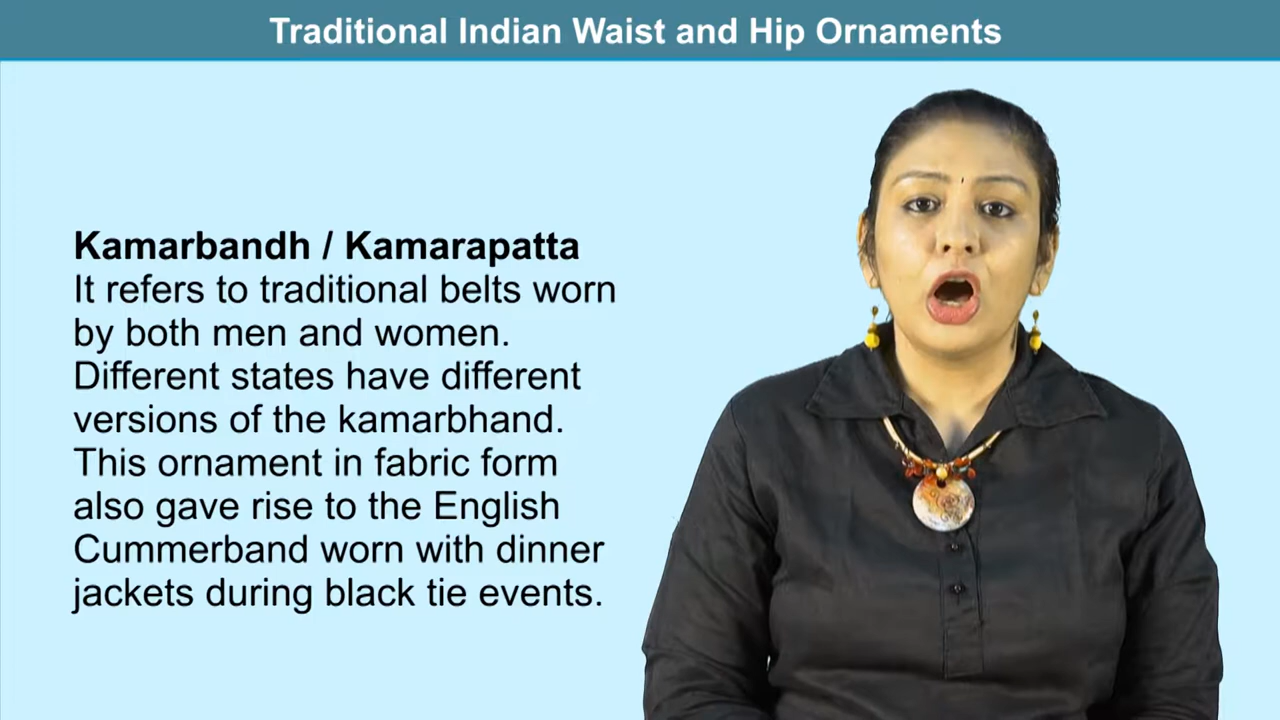 Traditional Indian Waist and Hip Ornaments
Kamarbandh / Kamarapatta
It refers to traditional belts worn
by both men and women.
Different states have different
versions of the kamarbhand.
This ornament in fabric form
also gave rise to the English
Cummerband worn with dinner
jackets during black tie events.